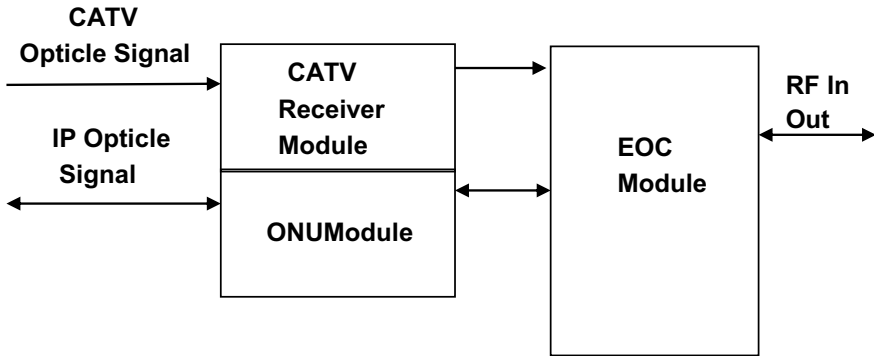 CATV
Opticle Signal
CATV
Receiver
Module
RF In
Out
IP Opticle
Signal
EOC
Module
ONUModule